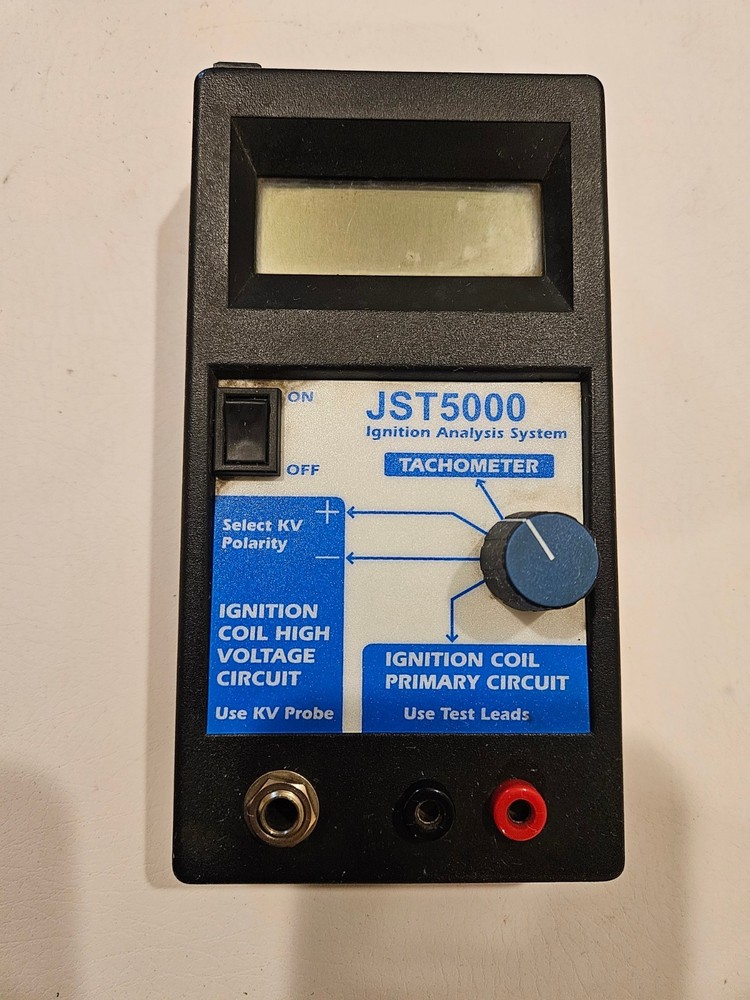 ON
JST5000
Ignition Analysis System
OFF
TACHOMETER
+
Select KV
Polarity
−
IGNITION
COIL HIGH
VOLTAGE
CIRCUIT
Use KV Probe
IGNITION COIL
PRIMARY CIRCUIT
Use Test Leads